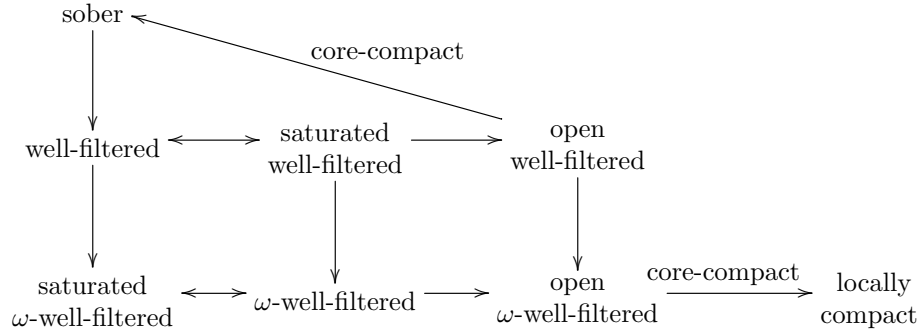 sober
core-compact
well-filtered
saturated
well-filtered
open
well-filtered
saturated
ω-well-filtered
ω-well-filtered
open
ω-well-filtered
core-compact
locally
compact